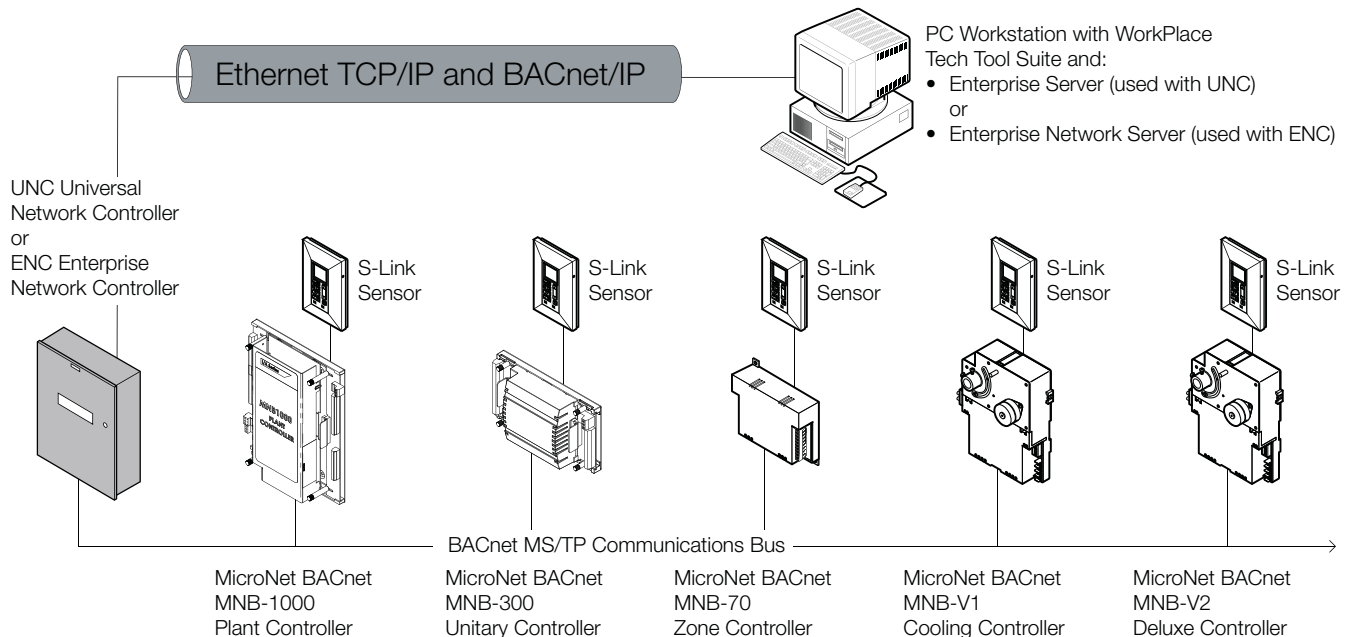 Ethernet TCP/IP and BACnet/IP
PC Workstation with WorkPlace
Tech Tool Suite and:
• Enterprise Server (used with UNC)
or
• Enterprise Network Server (used with ENC)
UNC Universal
Network Controller
or
ENC Enterprise
Network Controller
S-Link
Sensor
S-Link
Sensor
S-Link
Sensor
S-Link
Sensor
S-Link
Sensor
MNB1000
PLANT
CONTROLLER
BACnet MS/TP Communications Bus
MicroNet BACnet
MNB-1000
Plant Controller
MicroNet BACnet
MNB-300
Unitary Controller
MicroNet BACnet
MNB-70
Zone Controller
MicroNet BACnet
MNB-V1
Cooling Controller
MicroNet BACnet
MNB-V2
Deluxe Controller